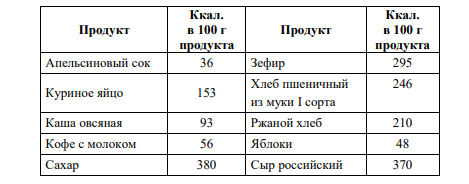 Продукт Ккал. в 100 г продукта Продукт Ккал. в 100 г продукта
Апельсиновый сок 36 Зефир 295
Куриное яйцо 153 Хлеб пшеничный из муки I сорта 246
Каша овсяная 93 Ржаной хлеб 210
Кофе с молоком 56 Яблоки 48
Сахар 380 Сыр российский 370